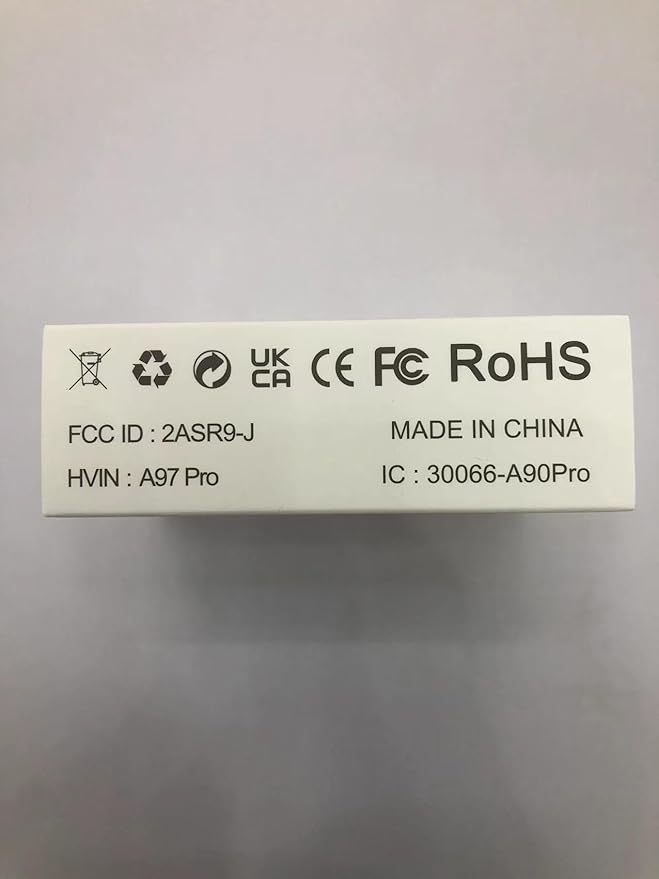 UK CA CE FC RoHS
FCC ID : 2ASR9-J
MADE IN CHINA
HVIN : A97 Pro
IC : 30066-A90Pro